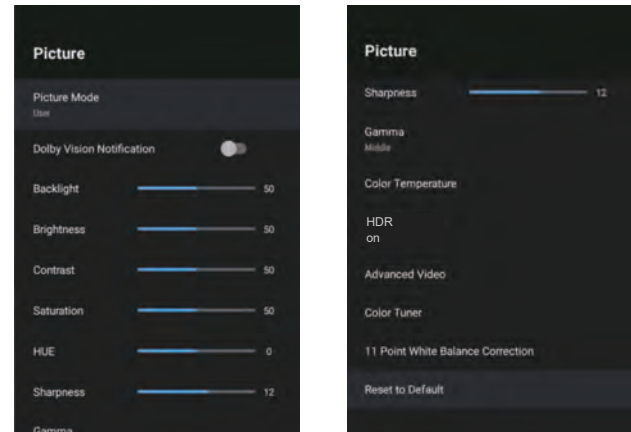 Picture
Picture Mode
User
Dolby Vision Notification
Backlight 50
Brightness 50
Contrast 50
Saturation 50
HUE 0
Sharpness 12
Gamma
Picture
Sharpness 12
Gamma
Middle
Color Temperature
HDR
on
Advanced Video
Color Tuner
11 Point White Balance Correction
Reset to Default